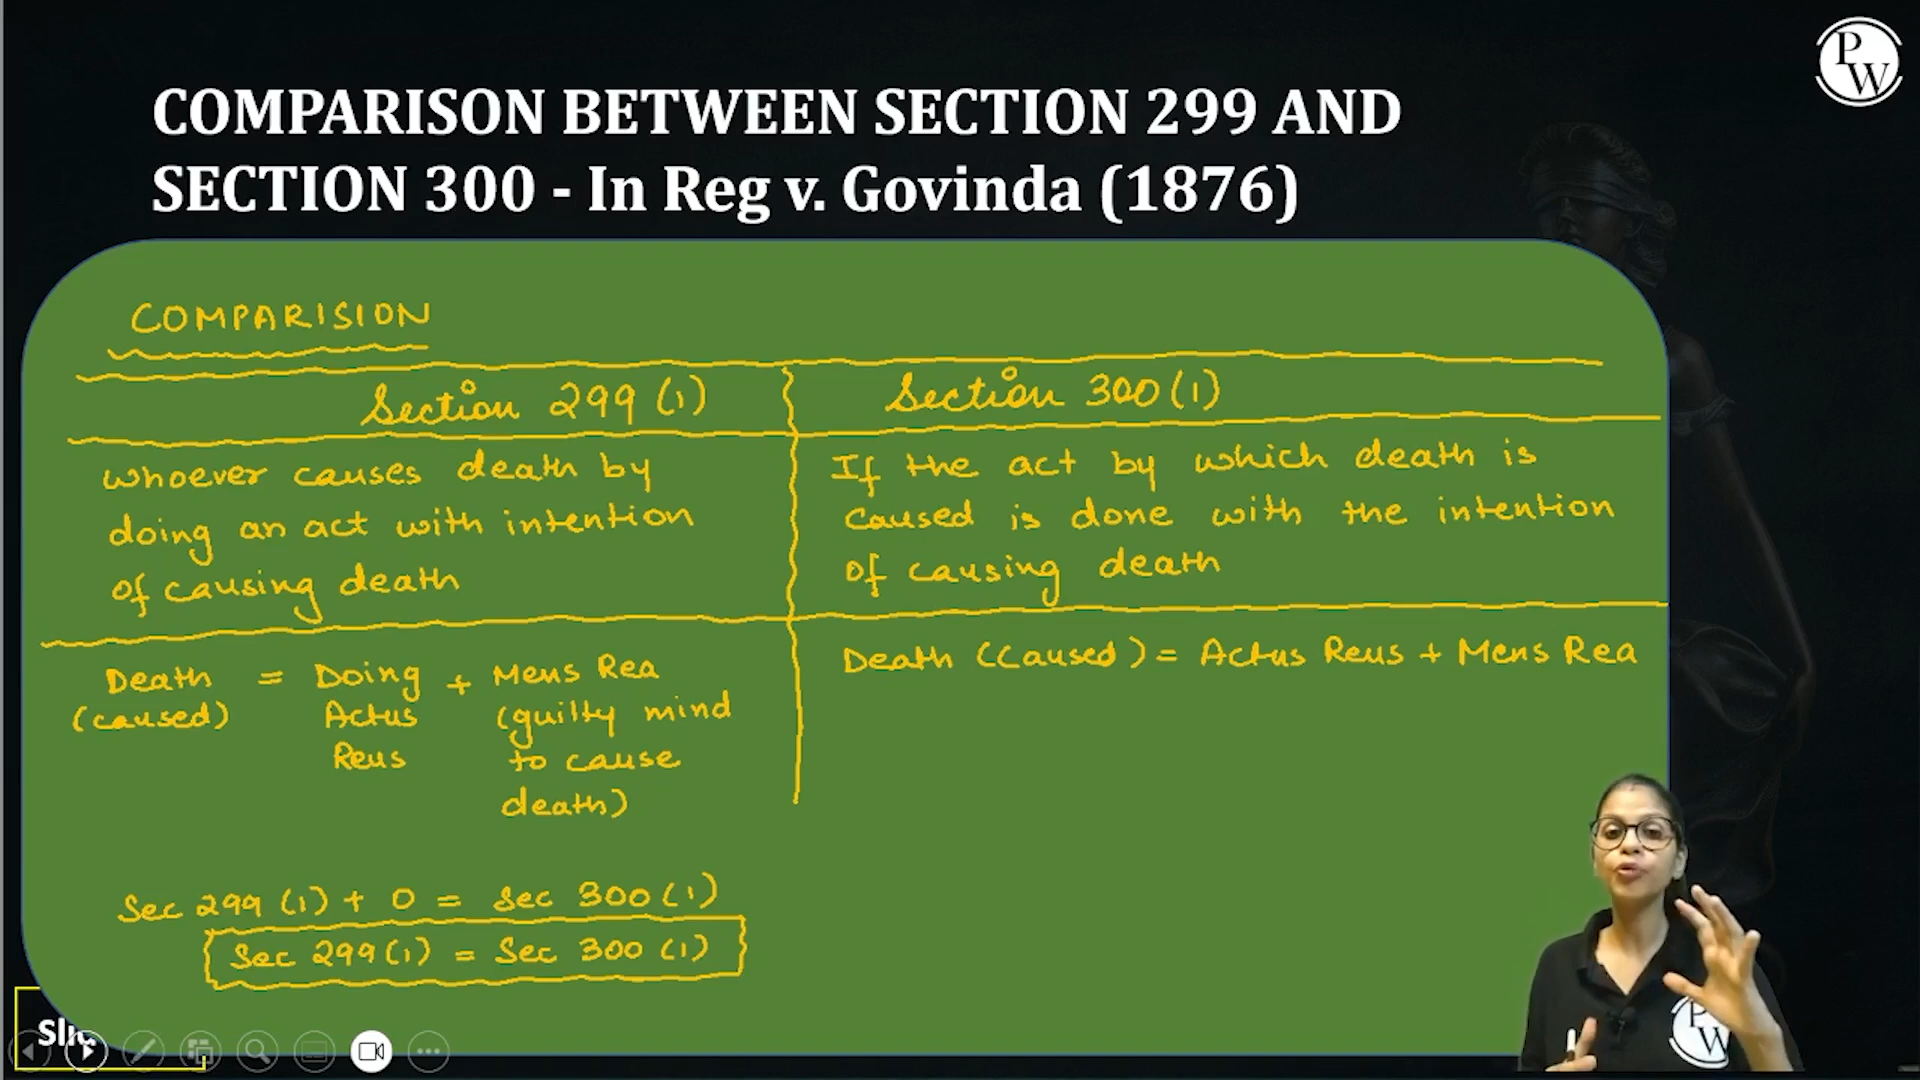 P
W
COMPARISON BETWEEN SECTION 299 AND
SECTION 300 - In Reg v. Govinda (1876)
COMPARISION
Section 299 (1)
whoever causes death by
doing an act with intention
of causing death
Death = Doing + Mens Rea
(caused) Actus (guilty mind
Reus to cause
death)
Section 300 (1)
If the act by which death is
caused is done with the intention
of causing death
Death (caused) = Actus Reus + Mens Rea
Sec 299 (1) + 0 = Sec 300 (1)
Sec 299 (1) = Sec 300 (1)
P
W